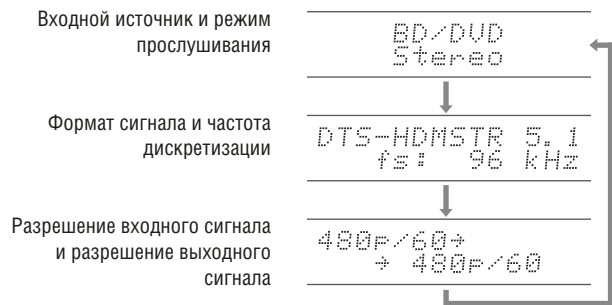 Входной источник и режим
прослушивания
BD/DVD
Stereo
Формат сигнала и частота
дискретизации
DTS-HDMSTR 5.1
fs: 96 kHz
Разрешение входного сигнала
и разрешение выходного
сигнала
480p/60→
→ 480p/60